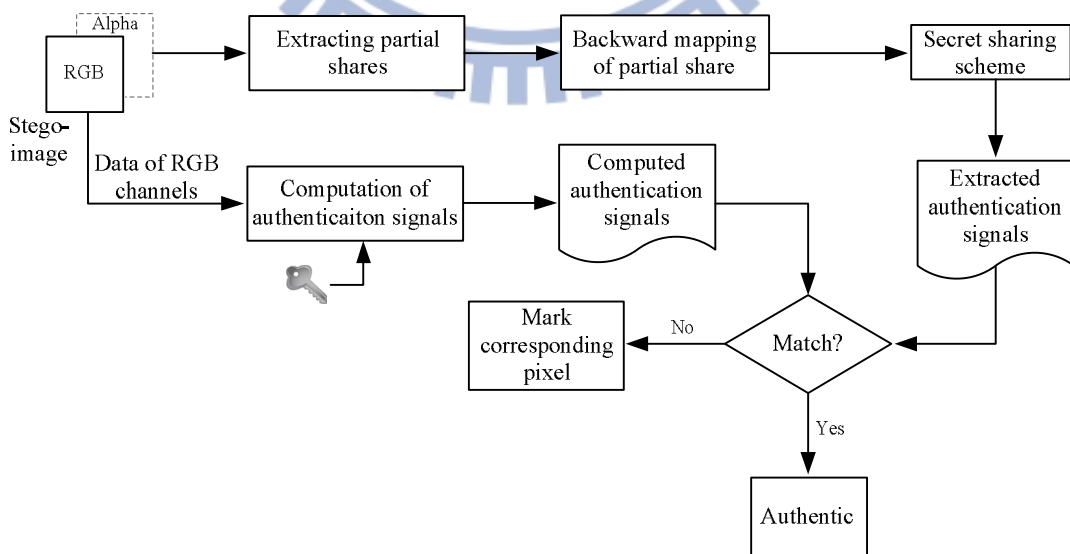 Alpha
RGB
Stego-
image
Extracting partial
shares
Backward mapping
of partial share
Secret sharing
scheme
Data of RGB
channels
Computation of
authenticaiton signals
Computed
authentication
signals
Extracted
authentication
signals
Mark
corresponding
pixel
No
Match?
Yes
Authentic